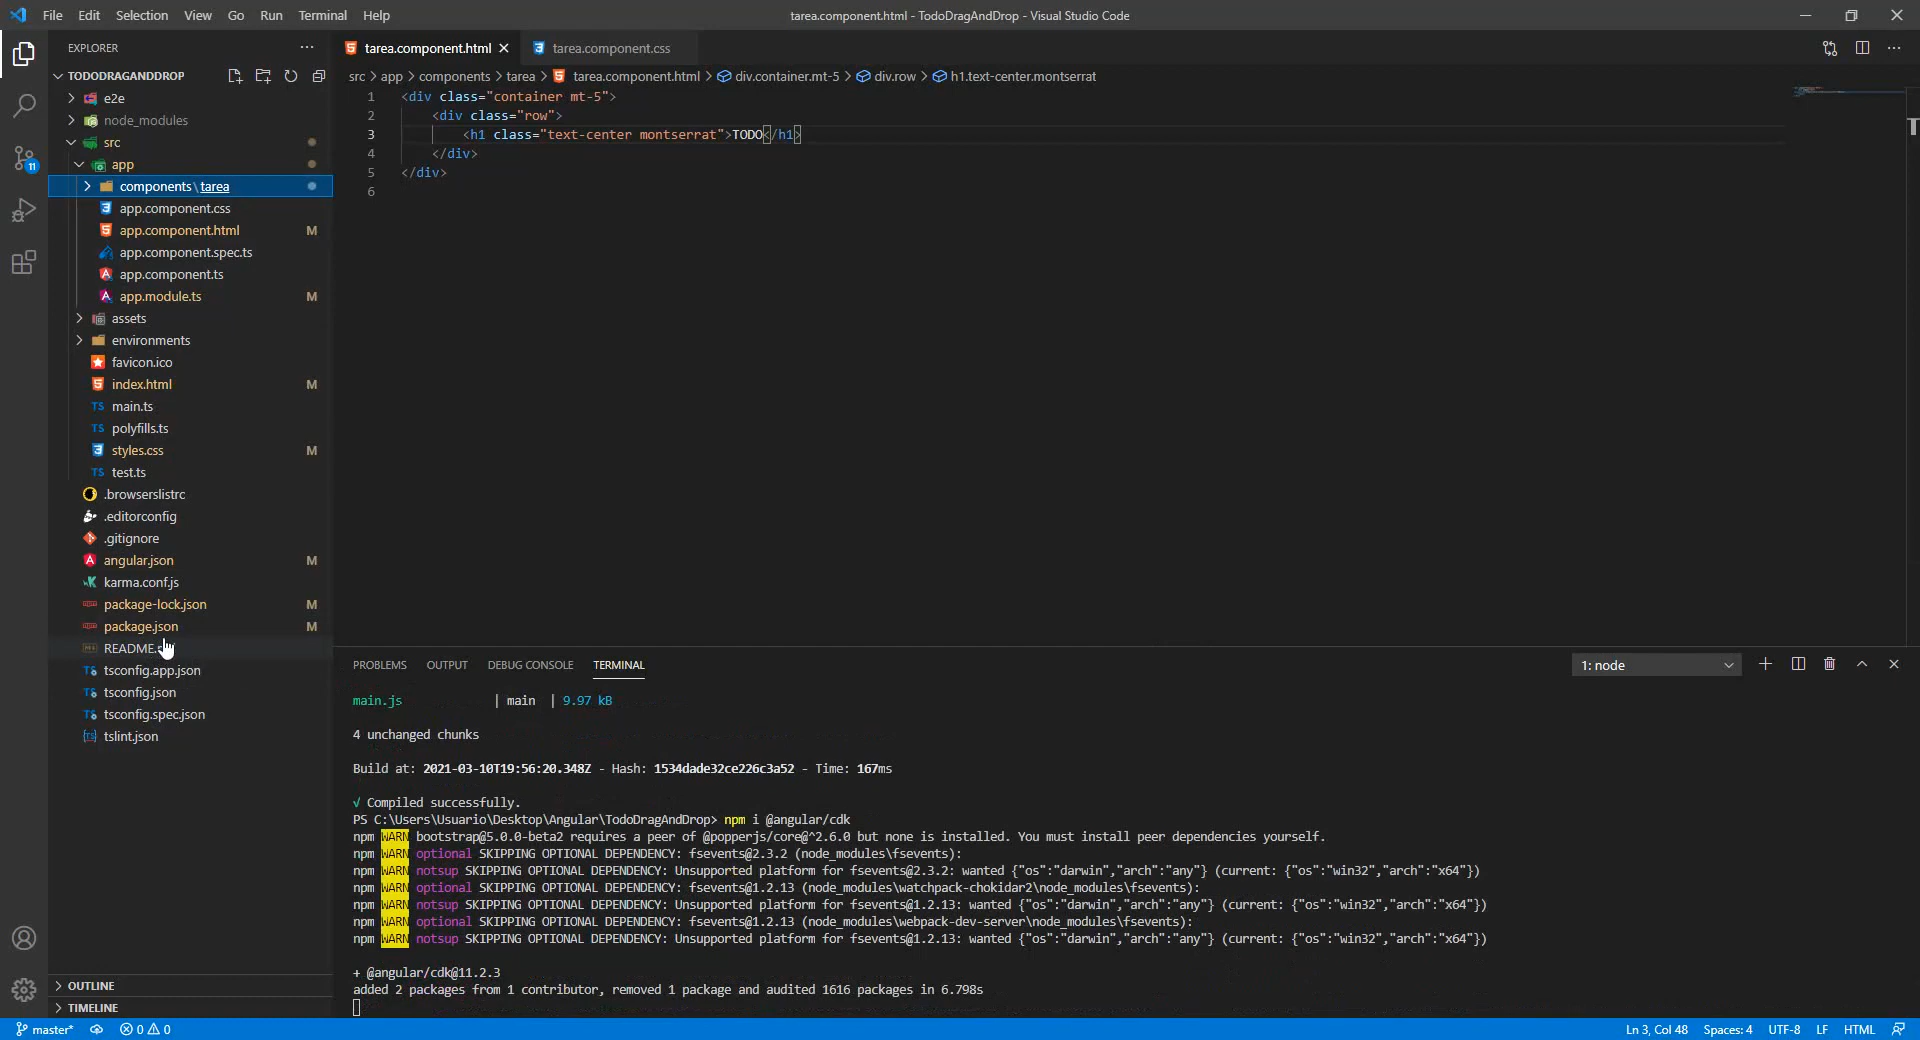 File Edit Selection View Go Run Terminal Help
tarea.component.html - TodoDragAndDrop - Visual Studio Code
EXPLORER
TODODRAGANDDROP
e2e
node_modules
src
app
components\tarea
app.component.css
app.component.html M
app.component.spec.ts
app.component.ts
app.module.ts M
assets
environments
favicon.ico
index.html M
main.ts
polyfills.ts
styles.css M
test.ts
.browserslistrc
.editorconfig
.gitignore
angular.json M
karma.conf.js
package-lock.json M
package.json M
README.
tsconfig.app.json
tsconfig.json
tsconfig.spec.json
tslint.json
OUTLINE
TIMELINE
11
tarea.component.html
tarea.component.css
src > app > components > tarea > tarea.component.html > div.container.mt-5 > div.row > h1.text-center.montserrat
1 <div class="container mt-5">
2 <div class="row">
3 <h1 class="text-center montserrat">TODO</h1>
4 </div>
5 </div>
6
PROBLEMS OUTPUT DEBUG CONSOLE TERMINAL
1: node
main.js | main | 9.97 kB
4 unchanged chunks
Build at: 2021-03-10T19:56:20.348Z - Hash: 1534dade32ce226c3a52 - Time: 167ms
√ Compiled successfully.
PS C:\Users\Usuario\Desktop\Angular\TodoDragAndDrop> npm i @angular/cdk
npm WARN bootstrap@5.0.0-beta2 requires a peer of @popperjs/core@^2.6.0 but none is installed. You must install peer dependencies yourself.
npm WARN optional SKIPPING OPTIONAL DEPENDENCY: fsevents@2.3.2 (node_modules\fsevents):
npm WARN notsup SKIPPING OPTIONAL DEPENDENCY: Unsupported platform for fsevents@2.3.2: wanted {"os":"darwin","arch":"any"} (current: {"os":"win32","arch":"x64"})
npm WARN optional SKIPPING OPTIONAL DEPENDENCY: fsevents@1.2.13 (node_modules\watchpack-chokidar2\node_modules\fsevents):
npm WARN notsup SKIPPING OPTIONAL DEPENDENCY: Unsupported platform for fsevents@1.2.13: wanted {"os":"darwin","arch":"any"} (current: {"os":"win32","arch":"x64"})
npm WARN optional SKIPPING OPTIONAL DEPENDENCY: fsevents@1.2.13 (node_modules\webpack-dev-server\node_modules\fsevents):
npm WARN notsup SKIPPING OPTIONAL DEPENDENCY: Unsupported platform for fsevents@1.2.13: wanted {"os":"darwin","arch":"any"} (current: {"os":"win32","arch":"x64"})
+ @angular/cdk@11.2.3
added 2 packages from 1 contributor, removed 1 package and audited 1616 packages in 6.798s
master* 0 0
Ln 3, Col 48 Spaces: 4 UTF-8 LF HTML